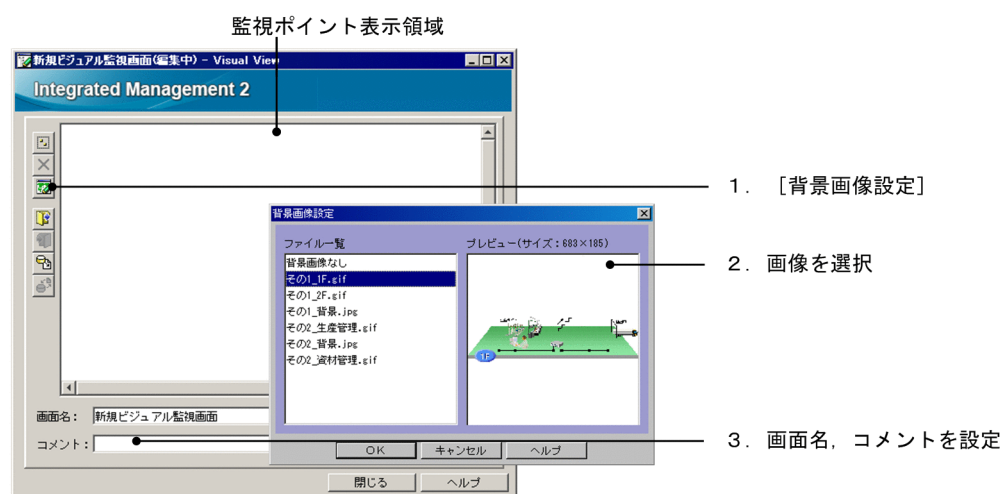 監視ポイント表示領域
新規ビジュアル監視画面(編集中) - Visual View
Integrated Management 2
1. [背景画像設定]
背景画像設定
ファイル一覧
プレビュー(サイズ:683×185)
背景画像なし
その1_1F.gif
その1_2F.gif
その1_背景.jpg
その2_生産管理.gif
その2_背景.jpg
その2_資材管理.gif
1F
2. 画像を選択
画面名: 新規ビジュアル監視画面
コメント:
3. 画面名,コメントを設定
OK キャンセル ヘルプ
閉じる ヘルプ